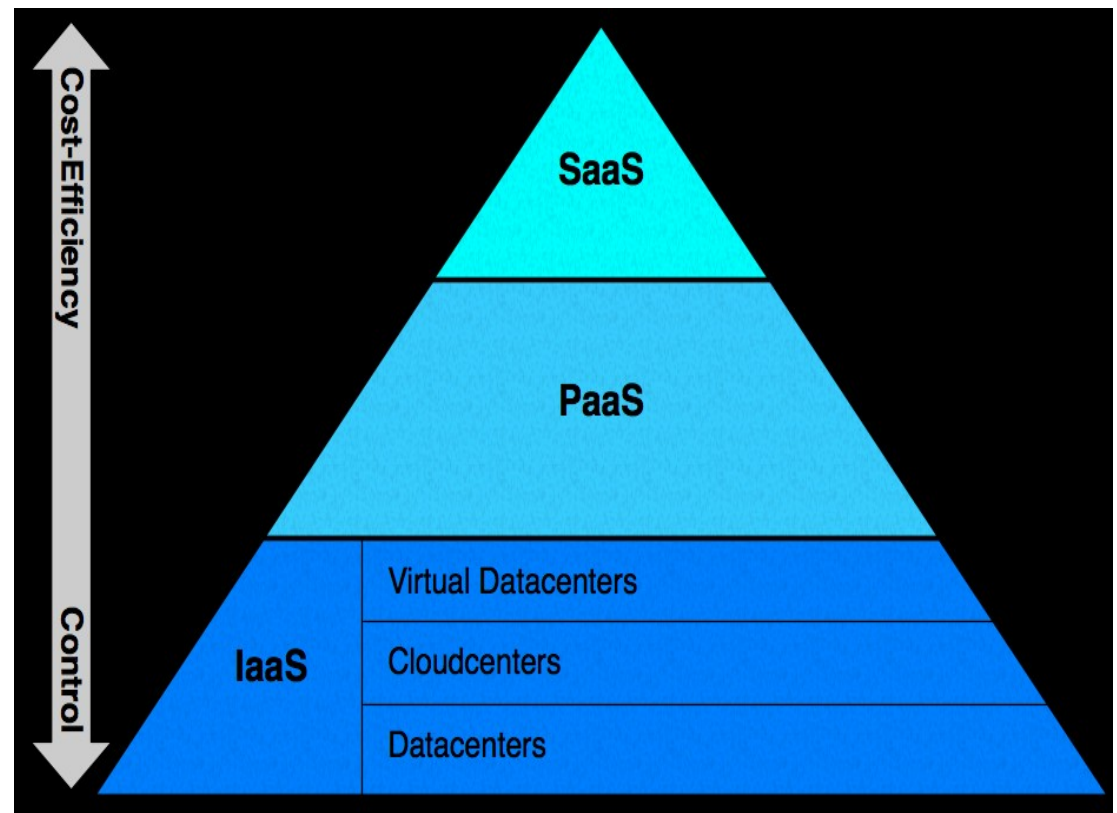 Cost-Efficiency
Control
SaaS
PaaS
IaaS
Virtual Datacenters
Cloudcenters
Datacenters